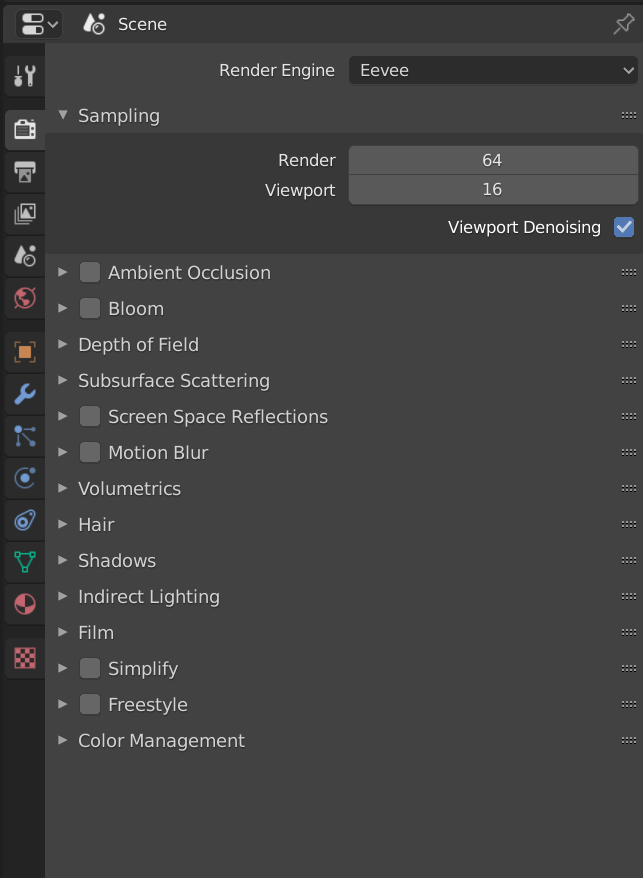 Scene
Render Engine Eevee
Sampling
Render 64
Viewport 16
Viewport Denoising
Ambient Occlusion
Bloom
Depth of Field
Subsurface Scattering
Screen Space Reflections
Motion Blur
Volumetrics
Hair
Shadows
Indirect Lighting
Film
Simplify
Freestyle
Color Management